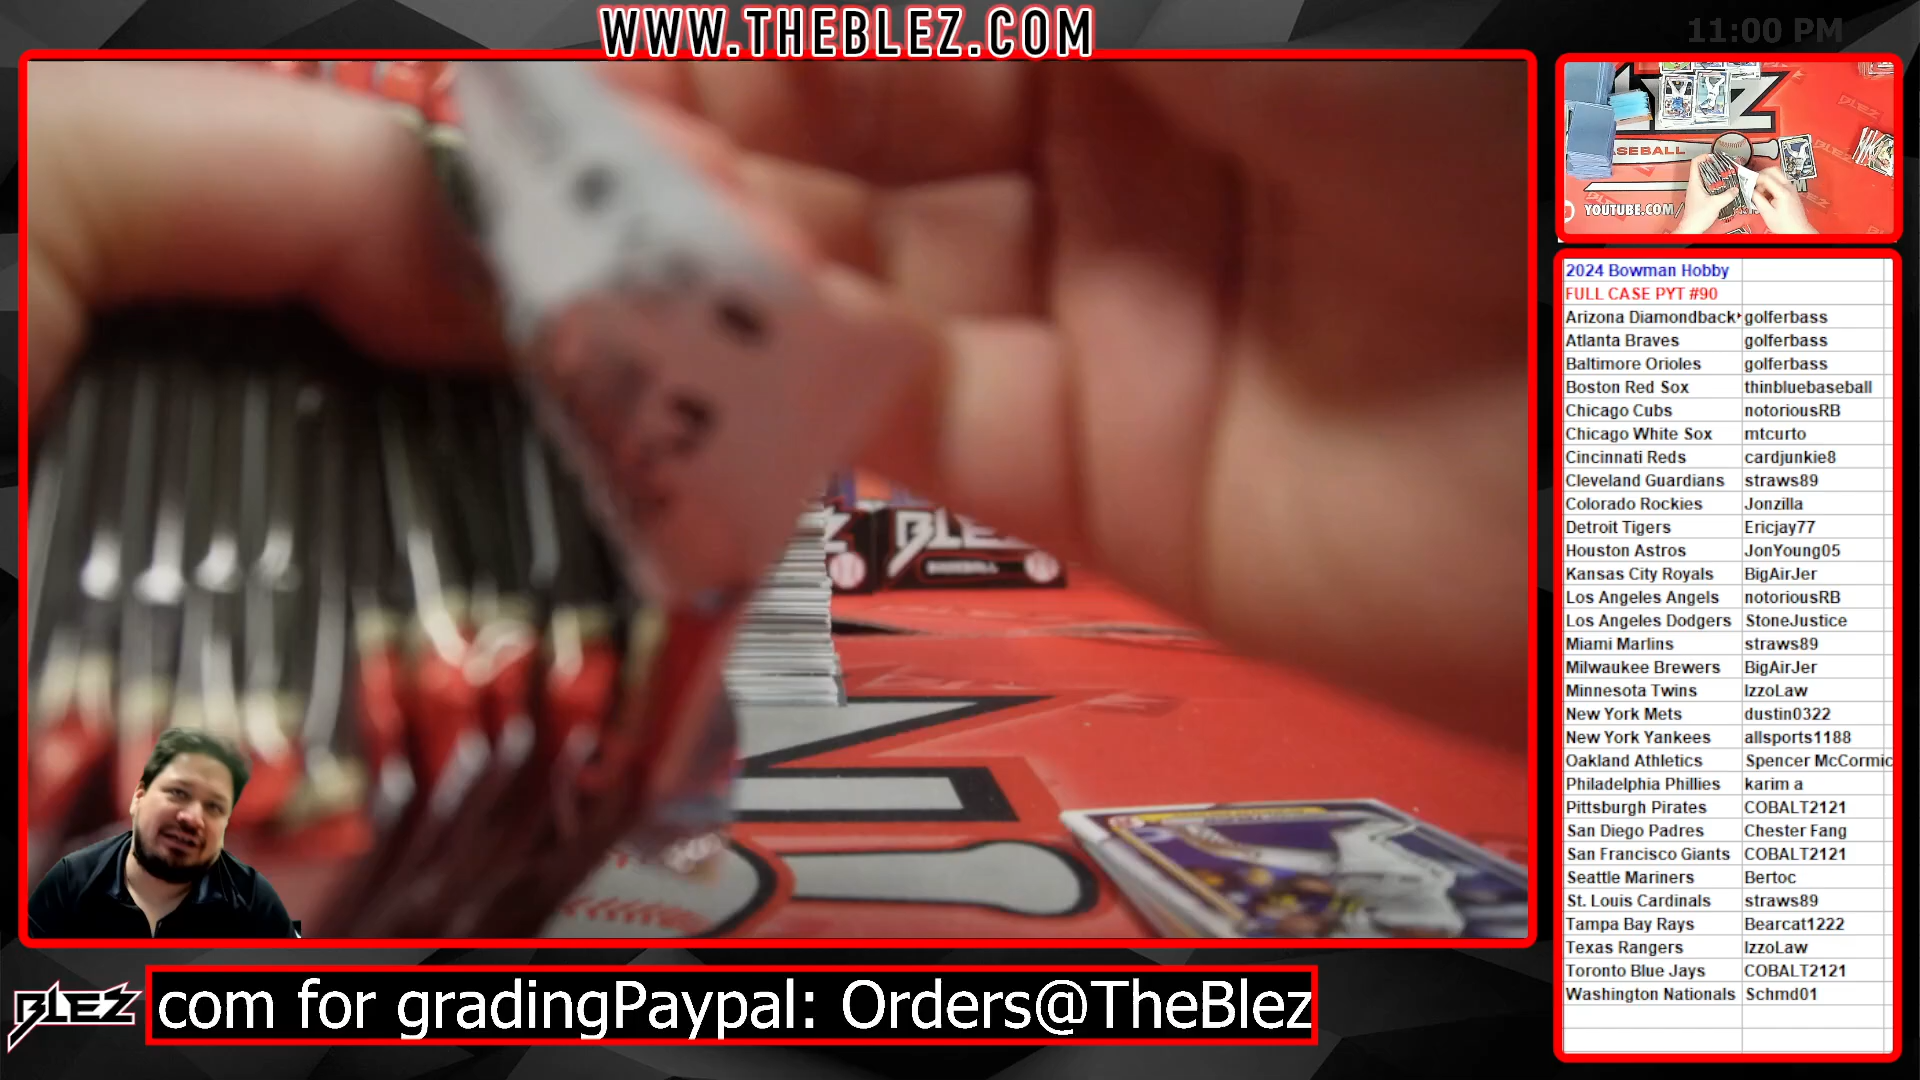 WWW.THEBLEZ.COM
11:00 PM
BLEZ
BASEBALL
ASEBALL
BLEZ
YOUTUBE.COM/
2024 Bowman Hobby
FULL CASE PYT #90
Arizona Diamondback golferbass
Atlanta Braves golferbass
Baltimore Orioles golferbass
Boston Red Sox thinbluebaseball
Chicago Cubs notoriousRB
Chicago White Sox mtcurto
Cincinnati Reds cardjunkie8
Cleveland Guardians straws89
Colorado Rockies Jonzilla
Detroit Tigers Ericjay77
Houston Astros JonYoung05
Kansas City Royals BigAirJer
Los Angeles Angels notoriousRB
Los Angeles Dodgers StoneJustice
Miami Marlins straws89
Milwaukee Brewers BigAirJer
Minnesota Twins IzzoLaw
New York Mets dustin0322
New York Yankees allsports1188
Oakland Athletics Spencer McCormic
Philadelphia Phillies karim a
Pittsburgh Pirates COBALT2121
San Diego Padres Chester Fang
San Francisco Giants COBALT2121
Seattle Mariners Bertoc
St. Louis Cardinals straws89
Tampa Bay Rays Bearcat1222
Texas Rangers IzzoLaw
Toronto Blue Jays COBALT2121
Washington Nationals Schmd01
BLEZ
com for gradingPaypal: Orders@TheBlez